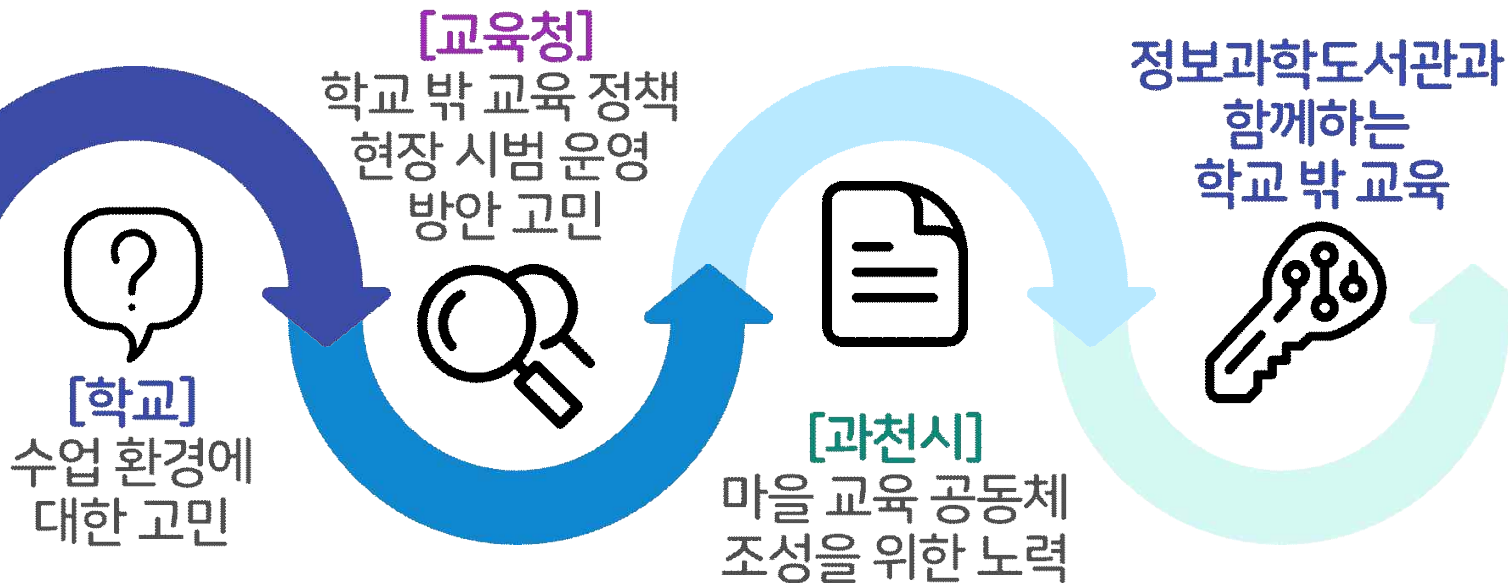 [학교]
수업 환경에
대한 고민
[교육청]
학교 밖 교육 정책
현장 시범 운영
방안 고민
[과천시]
마을 교육 공동체
조성을 위한 노력
정보과학도서관과
함께하는
학교 밖 교육